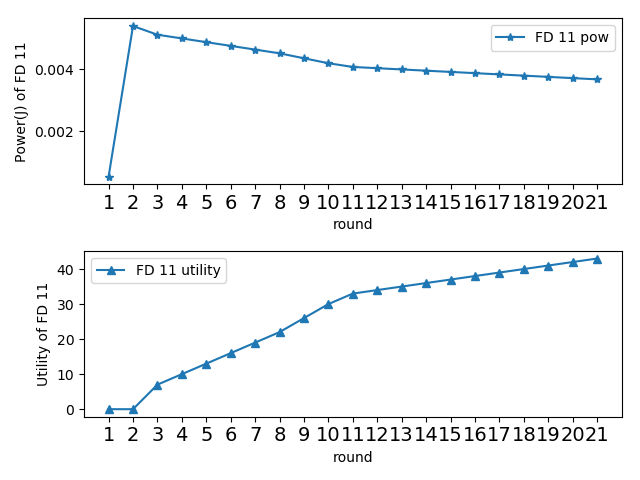 FD 11 pow
Power(J) of FD 11
0.004
0.002
1 2 3 4 5 6 7 8 9 10 11 12 13 14 15 16 17 18 19 20 21
round
FD 11 utility
Utility of FD 11
40
30
20
10
0
1 2 3 4 5 6 7 8 9 10 11 12 13 14 15 16 17 18 19 20 21
round